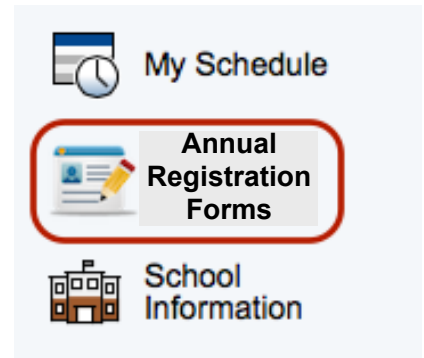 My Schedule
Annual
Registration
Forms
School
Information